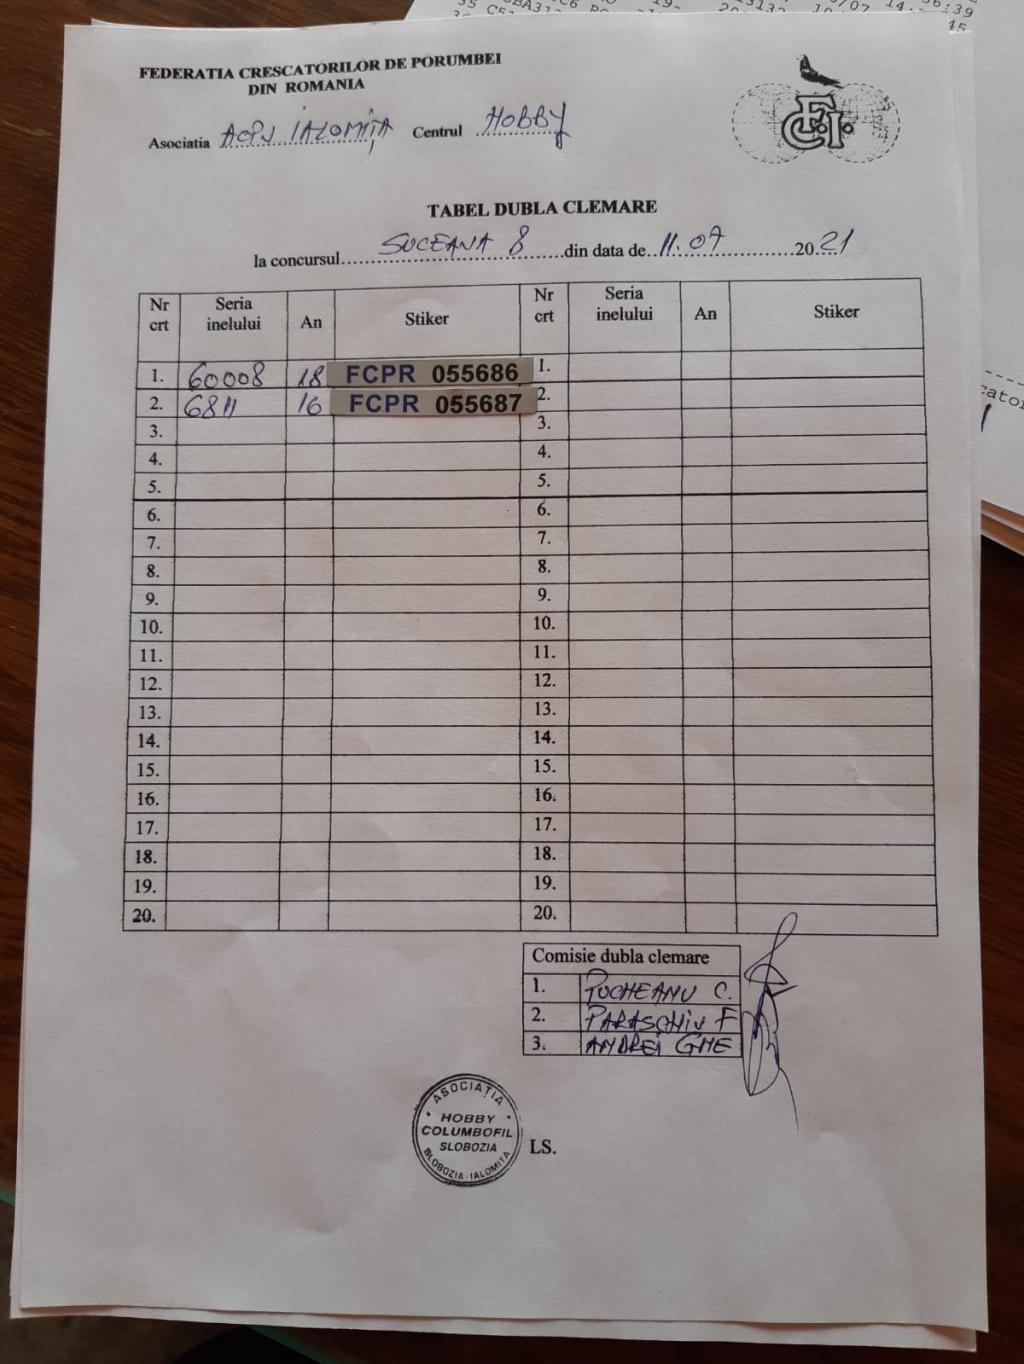 FEDERATIA CRESCATORILOR DE PORUMBEI
DIN ROMANIA
Asociatia ACPJ IALOMIȚA Centrul HOBBY
FCI
TABEL DUBLA CLEMARE
la concursul SUCEAVA 8 din data de 11.07 2021
Nr crt Seria inelului An Stiker Nr crt Seria inelului An Stiker
1. 60008 18 FCPR 055686 1.
2. 6811 16 FCPR 055687 2.
3. 3.
4. 4.
5. 5.
6. 6.
7. 7.
8. 8.
9. 9.
10. 10.
11. 11.
12. 12.
13. 13.
14. 14.
15. 15.
16. 16.
17. 17.
18. 18.
19. 19.
20. 20.
Comisie dubla clemare
1. PUCHEANU C.
2. PARASCHIV F
3. ANDREI GHE
ASOCIAȚIA
HOBBY
COLUMBOFIL
SLOBOZIA
SLOBOZIA-IALOMIȚA
LS.